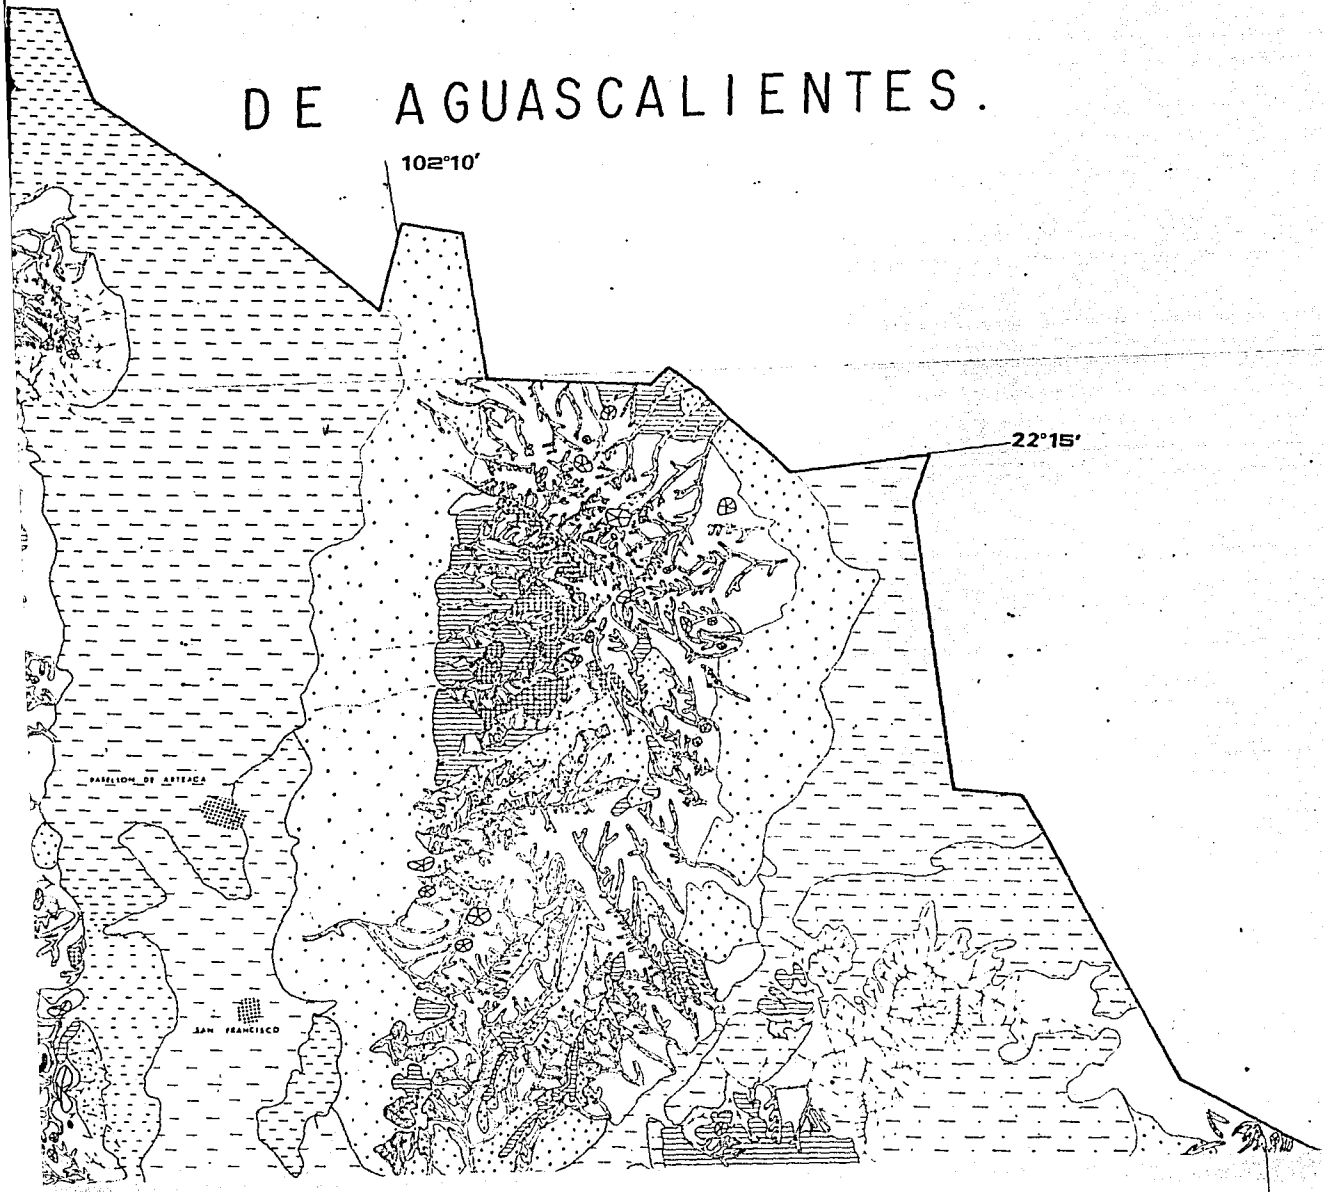 DE AGUASCALIENTES.
102°10'
22°15'
PABELLON DE ARTEAGA
SAN FRANCISCO